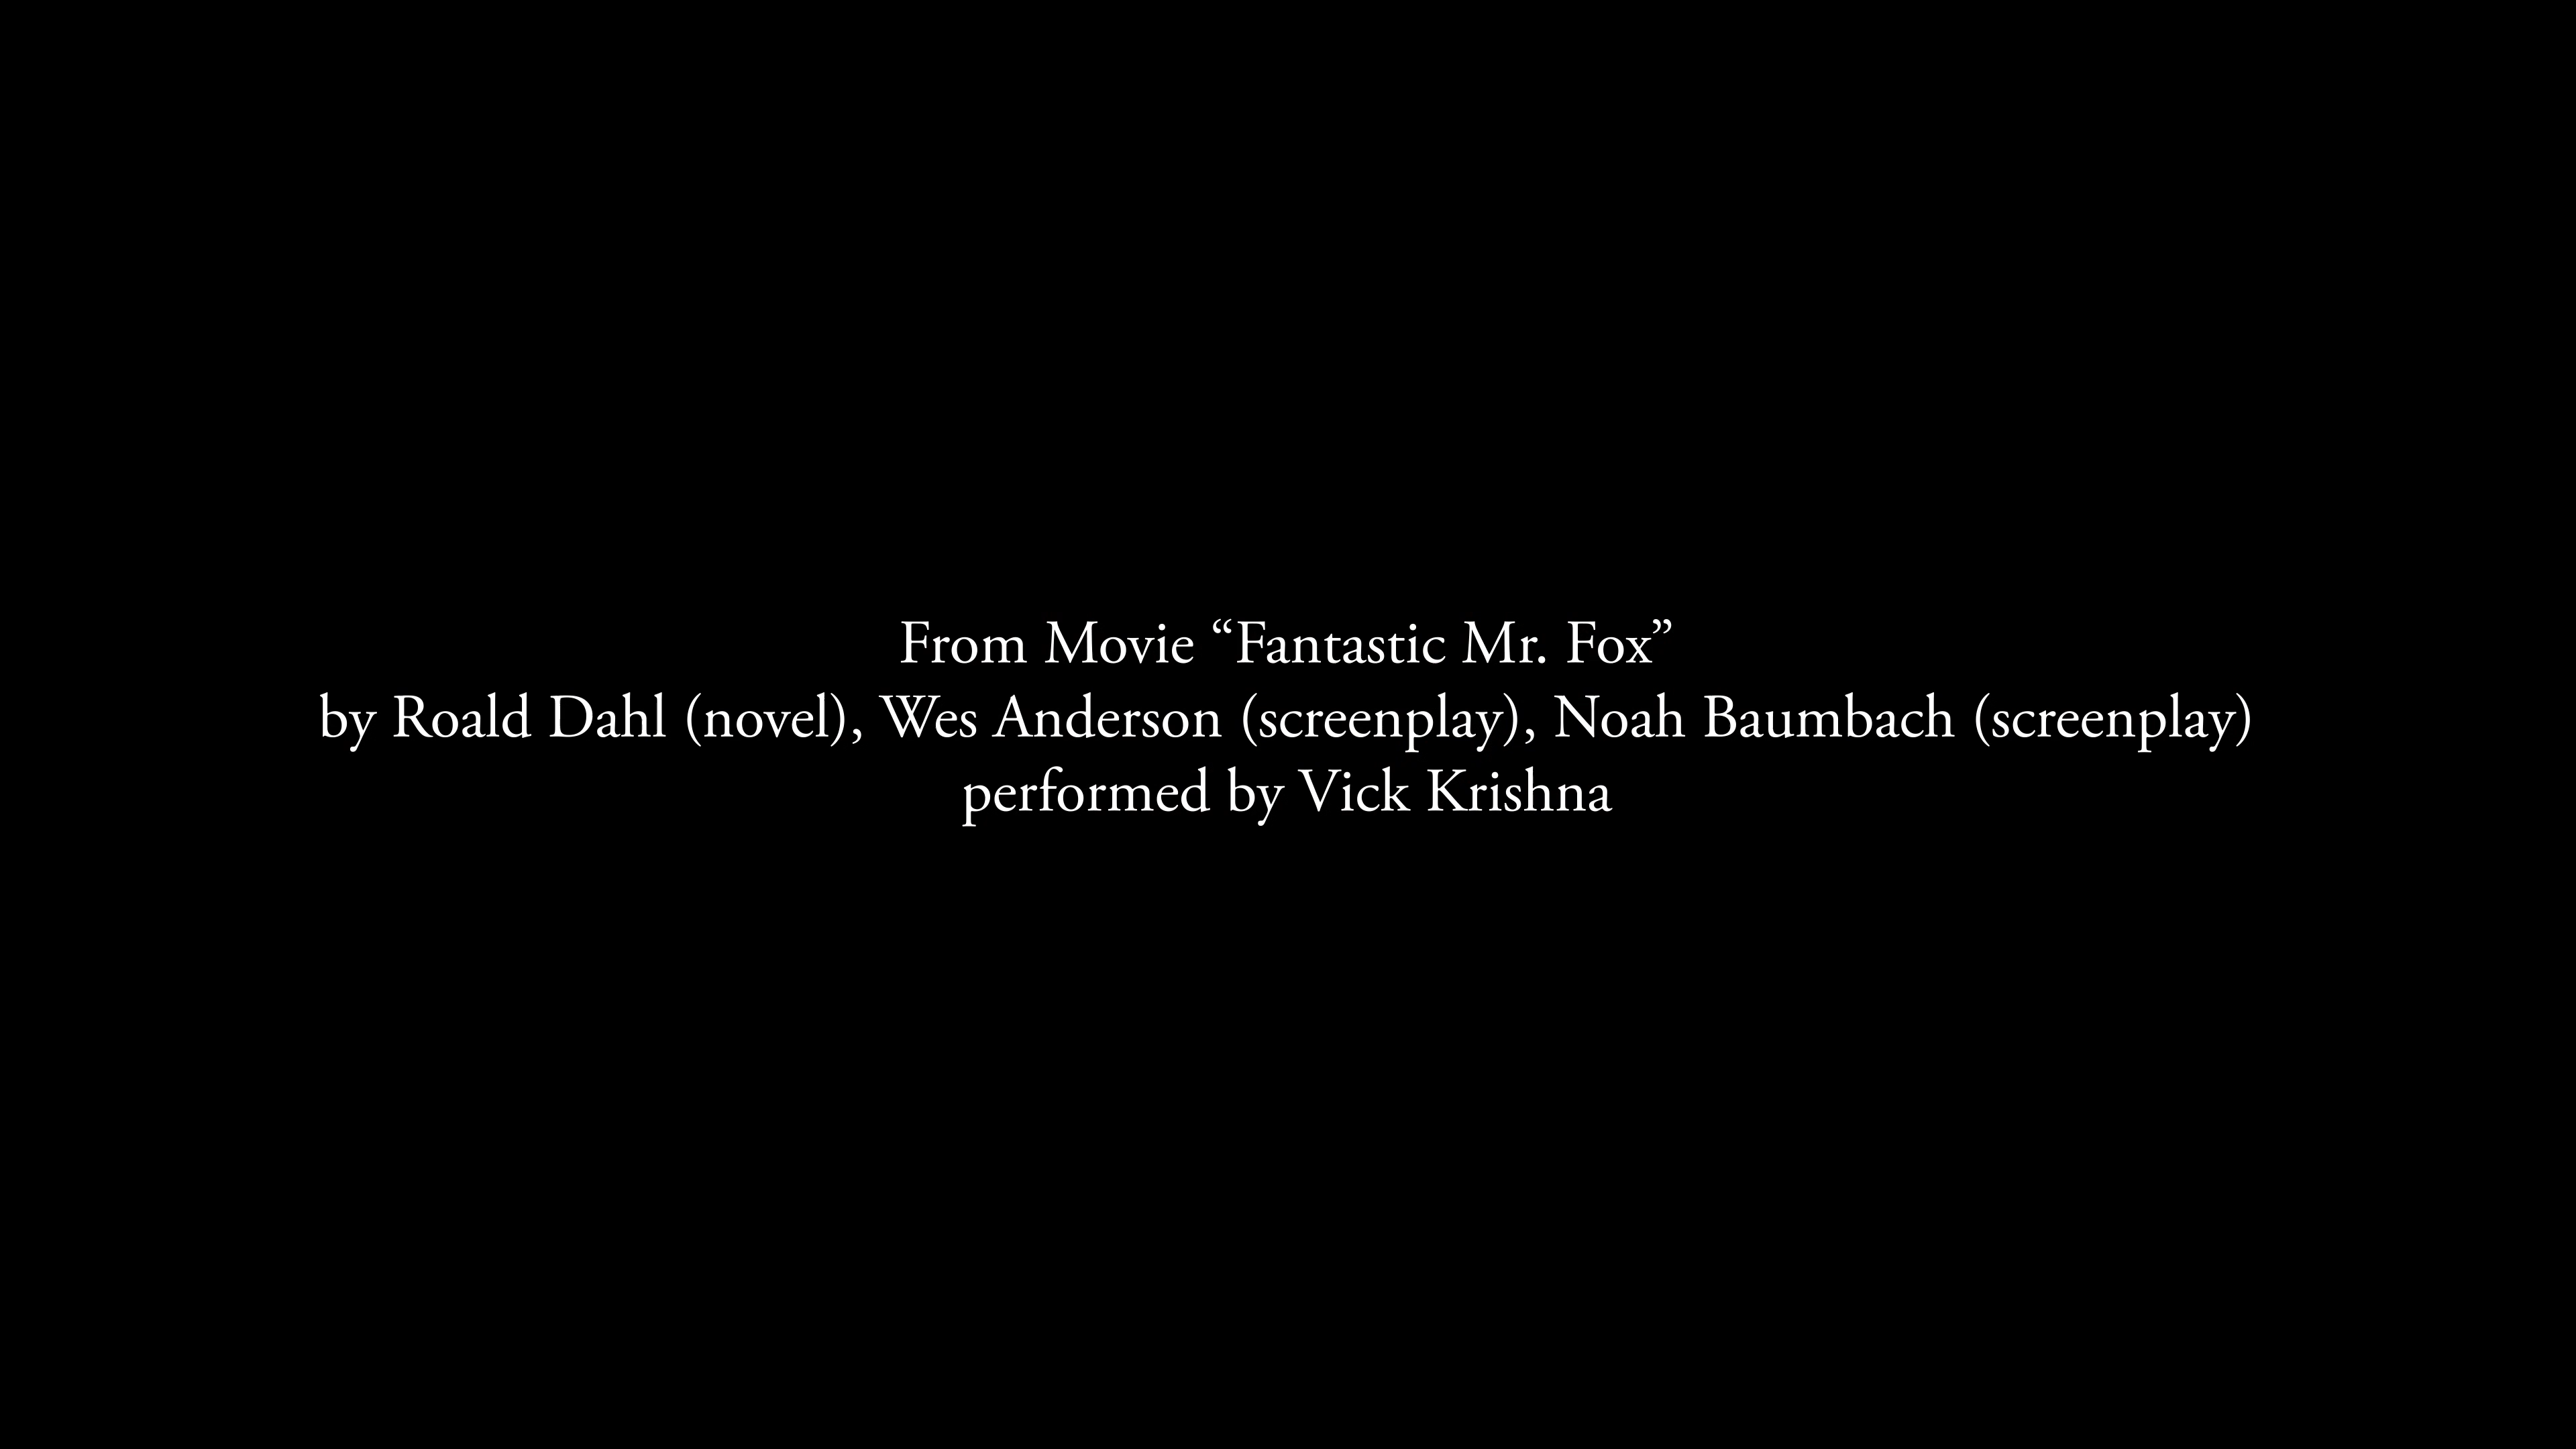 From Movie “Fantastic Mr. Fox”
by Roald Dahl (novel), Wes Anderson (screenplay), Noah Baumbach (screenplay)
performed by Vick Krishna